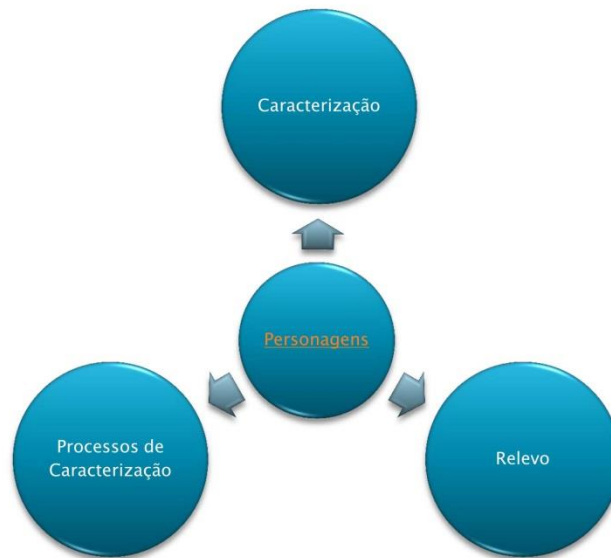 Caracterização
Personagens
Processos de
Caracterização
Relevo